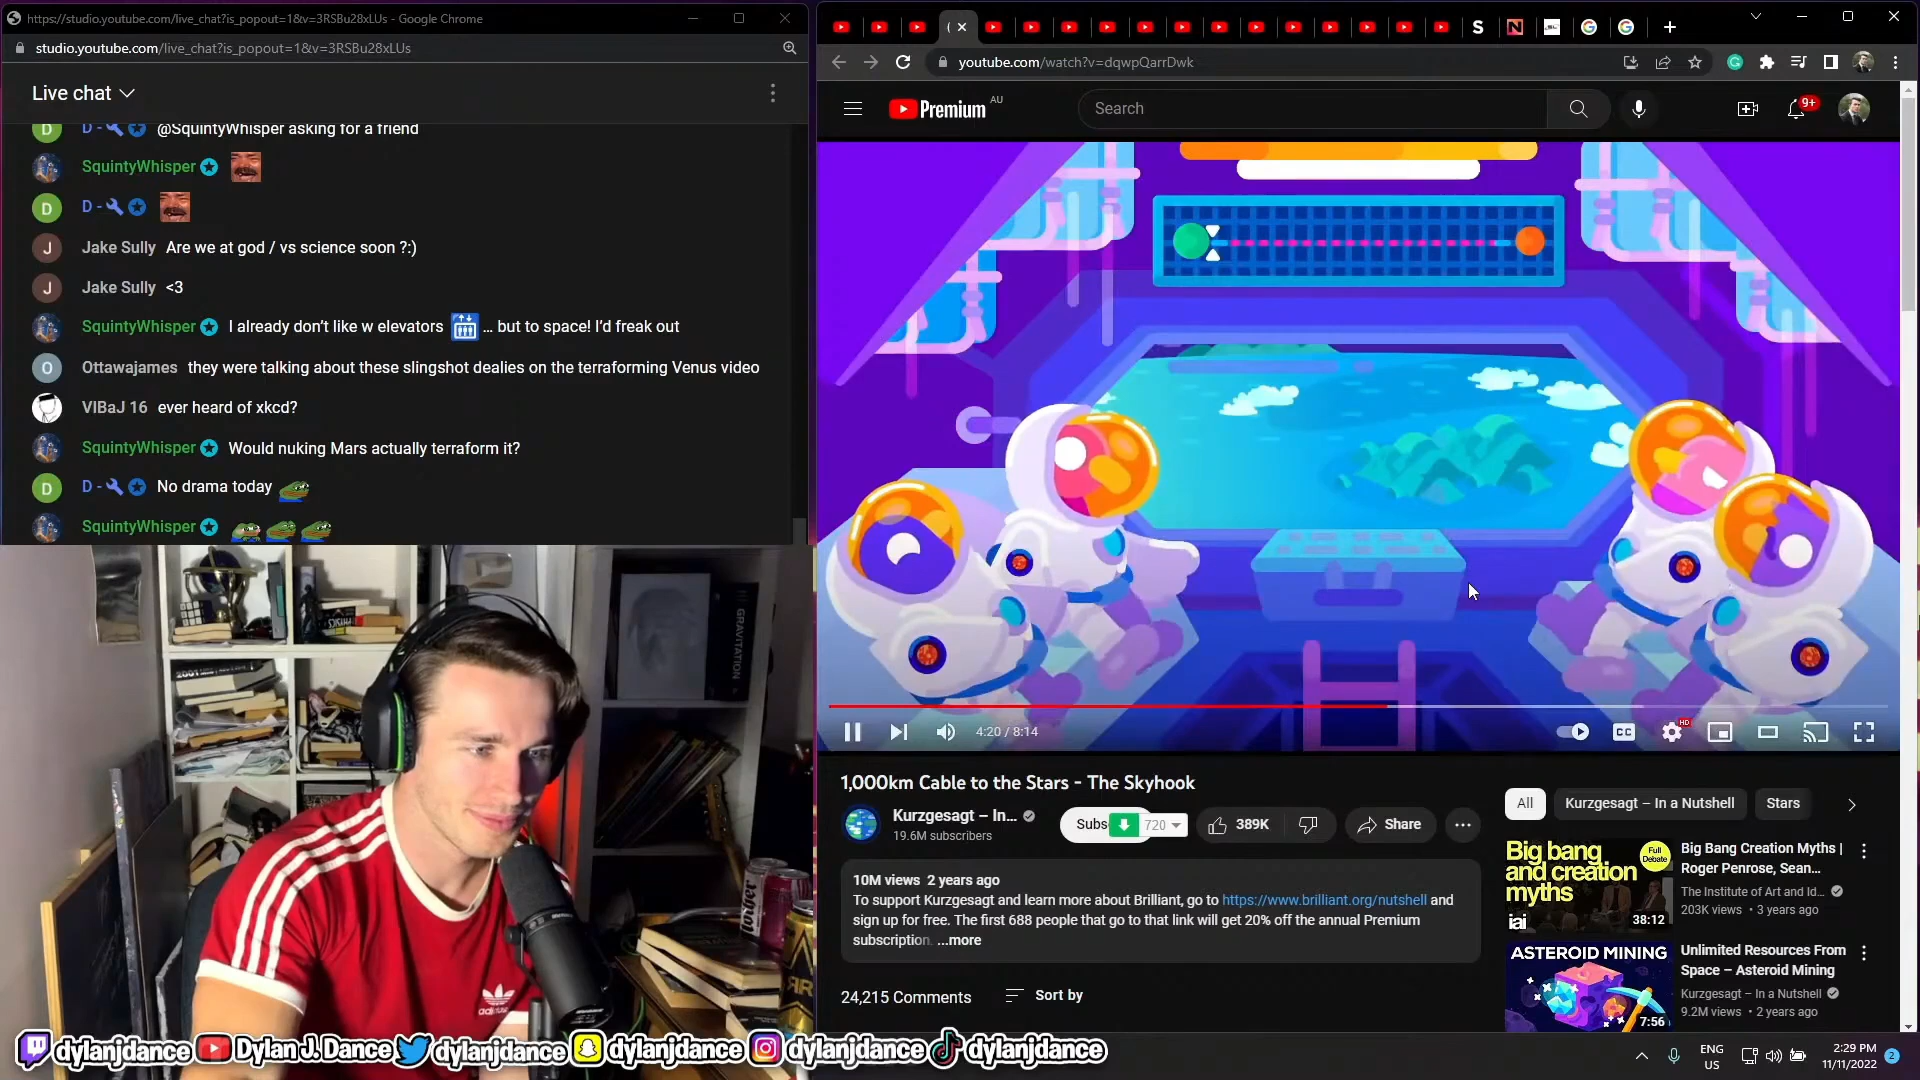 https://studio.youtube.com/live_chat?is_popout=1&v=3RSBu28xLUs - Google Chrome
studio.youtube.com/live_chat?is_popout=1&v=3RSBu28xLUs
Live chat
D - @SquintyWhisper asking for a friend
SquintyWhisper
D -
Jake Sully Are we at god / vs science soon ?:)
Jake Sully <3
SquintyWhisper I already don't like w elevators ... but to space! I'd freak out
Ottawajames they were talking about these slingshot dealies on the terraforming Venus video
VIBaJ 16 ever heard of xkcd?
SquintyWhisper Would nuking Mars actually terraform it?
D - No drama today
SquintyWhisper
youtube.com/watch?v=dqwpQarrDwk
Premium AU
Search
9+
4:20 / 8:14
CC
HD
1,000km Cable to the Stars - The Skyhook
Kurzgesagt – In...
19.6M subscribers
Subs
720
389K
Share
10M views 2 years ago
To support Kurzgesagt and learn more about Brilliant, go to https://www.brilliant.org/nutshell and
sign up for free. The first 688 people that go to that link will get 20% off the annual Premium
subscription. ...more
24,215 Comments
Sort by
All
Kurzgesagt – In a Nutshell
Stars
Big bang
and creation
myths
Full
Debate
iai
38:12
Big Bang Creation Myths |
Roger Penrose, Sean...
The Institute of Art and Id...
203K views • 3 years ago
ASTEROID MINING
7:56
Unlimited Resources From
Space – Asteroid Mining
Kurzgesagt – In a Nutshell
9.2M views • 2 years ago
GRAVITATION
adidas
dylanjdance
Dylan J. Dance
dylanjdance
dylanjdance
dylanjdance
dylanjdance
ENG
US
2:29 PM
11/11/2022
2